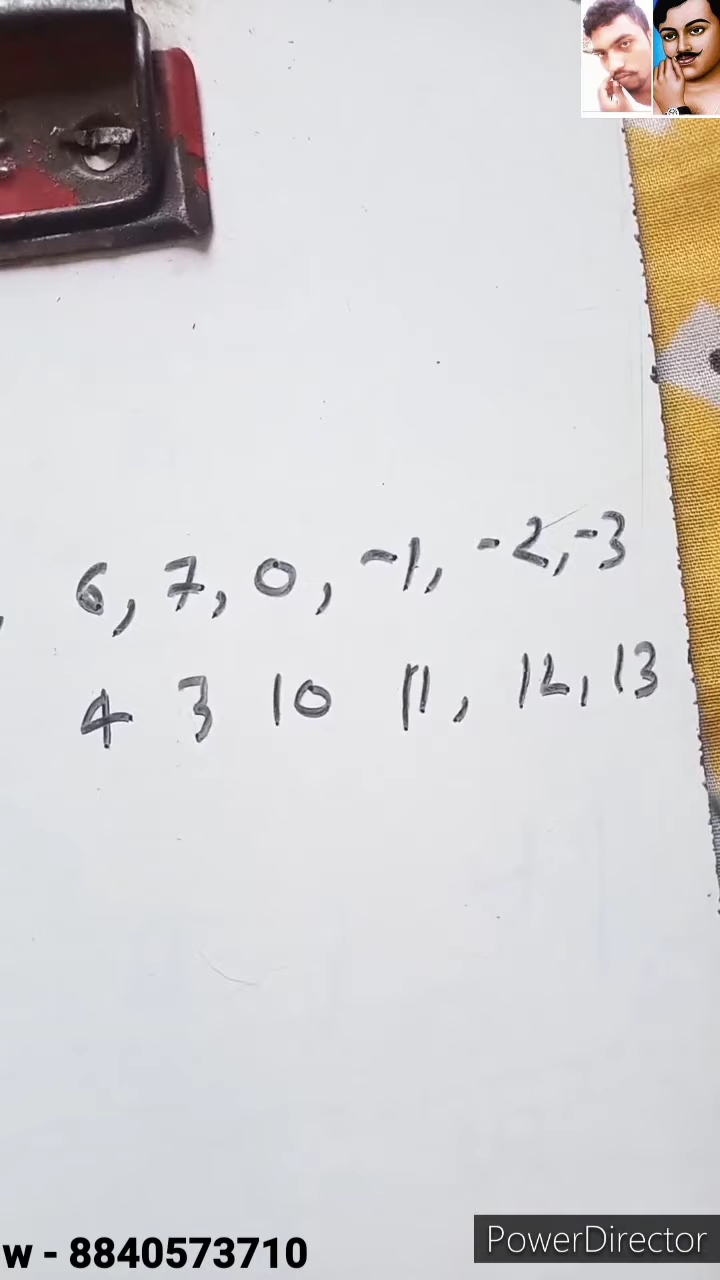 , 6, 7, 0, -1, -2, -3
4 3 10 11, 12, 13
w - 8840573710
PowerDirector